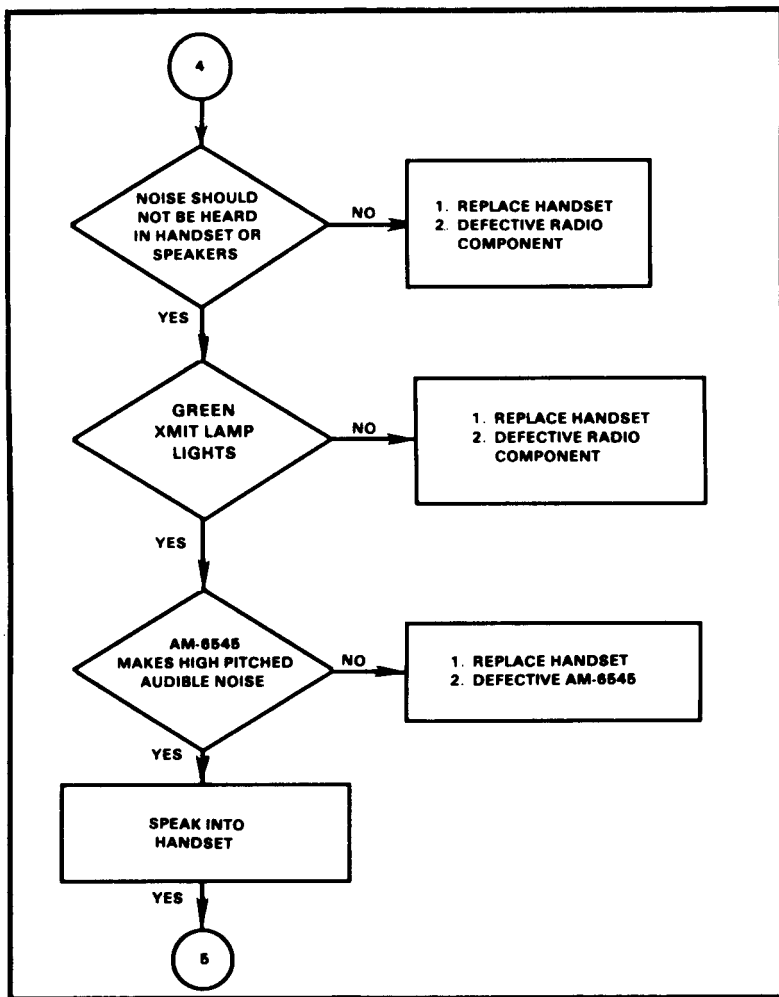 4
NOISE SHOULD
NOT BE HEARD
IN HANDSET OR
SPEAKERS
NO
1. REPLACE HANDSET
2. DEFECTIVE RADIO
COMPONENT
YES
GREEN
XMIT LAMP
LIGHTS
NO
1. REPLACE HANDSET
2. DEFECTIVE RADIO
COMPONENT
YES
AM-6545
MAKES HIGH PITCHED
AUDIBLE NOISE
NO
1. REPLACE HANDSET
2. DEFECTIVE AM-6545
YES
SPEAK INTO
HANDSET
YES
5